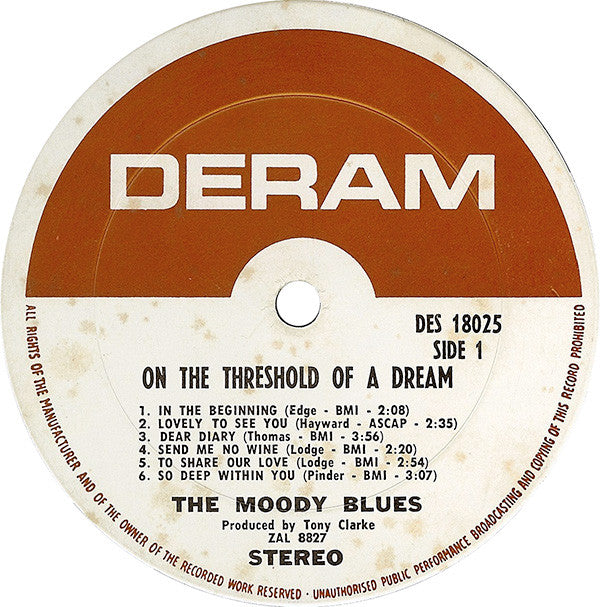 DERAM
DES 18025
SIDE 1
ON THE THRESHOLD OF A DREAM
1. IN THE BEGINNING (Edge - BMI - 2:08)
2. LOVELY TO SEE YOU (Hayward - ASCAP - 2:35)
3. DEAR DIARY (Thomas - BMI - 3:56)
4. SEND ME NO WINE (Lodge - BMI - 2:20)
5. TO SHARE OUR LOVE (Lodge - BMI - 2:54)
6. SO DEEP WITHIN YOU (Pinder - BMI - 3:07)
THE MOODY BLUES
Produced by Tony Clarke
ZAL 8827
STEREO
ALL RIGHTS OF THE MANUFACTURER AND OF THE OWNER OF THE RECORDED WORK RESERVED - UNAUTHORISED PUBLIC PERFORMANCE BROADCASTING AND COPYING OF THIS RECORD PROHIBITED